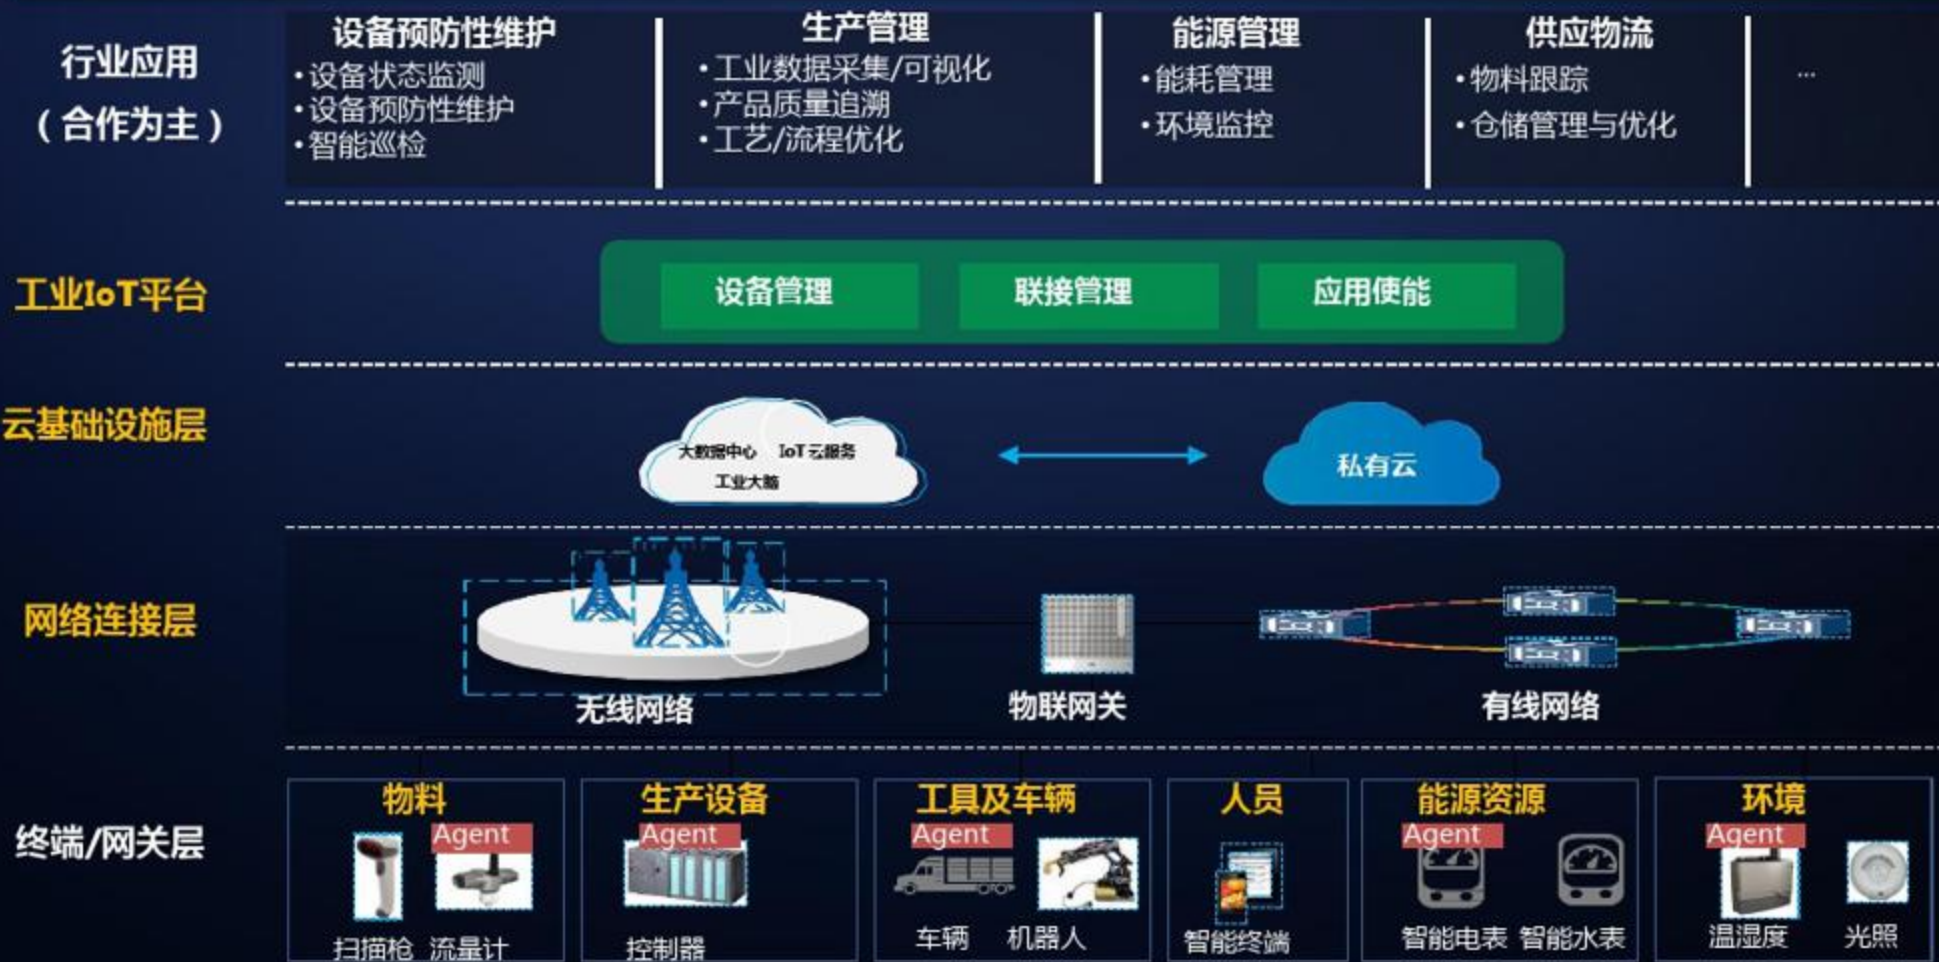 行业应用
（合作为主）
设备预防性维护
•设备状态监测
•设备预防性维护
•智能巡检
生产管理
•工业数据采集/可视化
•产品质量追溯
•工艺/流程优化
能源管理
•能耗管理
•环境监控
供应物流
•物料跟踪
•仓储管理与优化
...
工业IoT平台
设备管理
联接管理
应用使能
云基础设施层
大数据中心 IoT云服务
工业大脑
私有云
网络连接层
无线网络
物联网关
有线网络
终端/网关层
物料
Agent
扫描枪 流量计
生产设备
Agent
控制器
工具及车辆
Agent
车辆 机器人
人员
智能终端
能源资源
Agent
智能电表 智能水表
环境
Agent
温湿度 光照